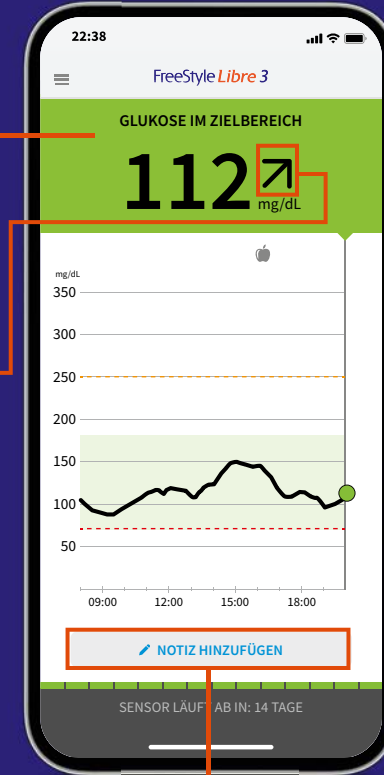 22:38
FreeStyle Libre 3
GLUKOSE IM ZIELBEREICH
112
mg/dL
mg/dL
350
300
250
200
150
100
50
09:00 12:00 15:00 18:00
NOTIZ HINZUFÜGEN
SENSOR LÄUFT AB IN: 14 TAGE